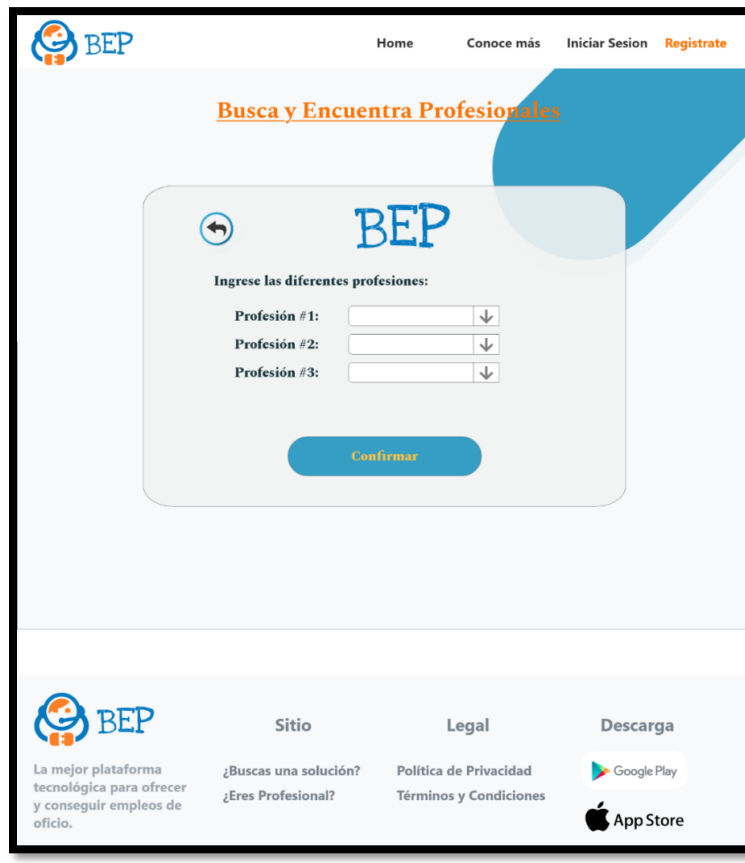 BEP
Home Conoce más Iniciar Sesion Registrate
Busca y Encuentra Profesionales
BEP
Ingrese las diferentes profesiones:
Profesión #1:
Profesión #2:
Profesión #3:
Confirmar
BEP
La mejor plataforma
tecnológica para ofrecer
y conseguir empleos de
oficio.
Sitio
¿Buscas una solución?
¿Eres Profesional?
Legal
Política de Privacidad
Términos y Condiciones
Descarga
Google Play
App Store